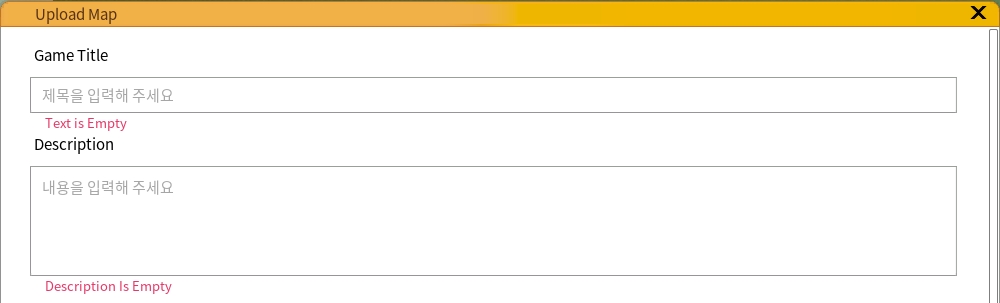 Upload Map
Game Title
제목을 입력해 주세요
Text is Empty
Description
내용을 입력해 주세요
Description Is Empty